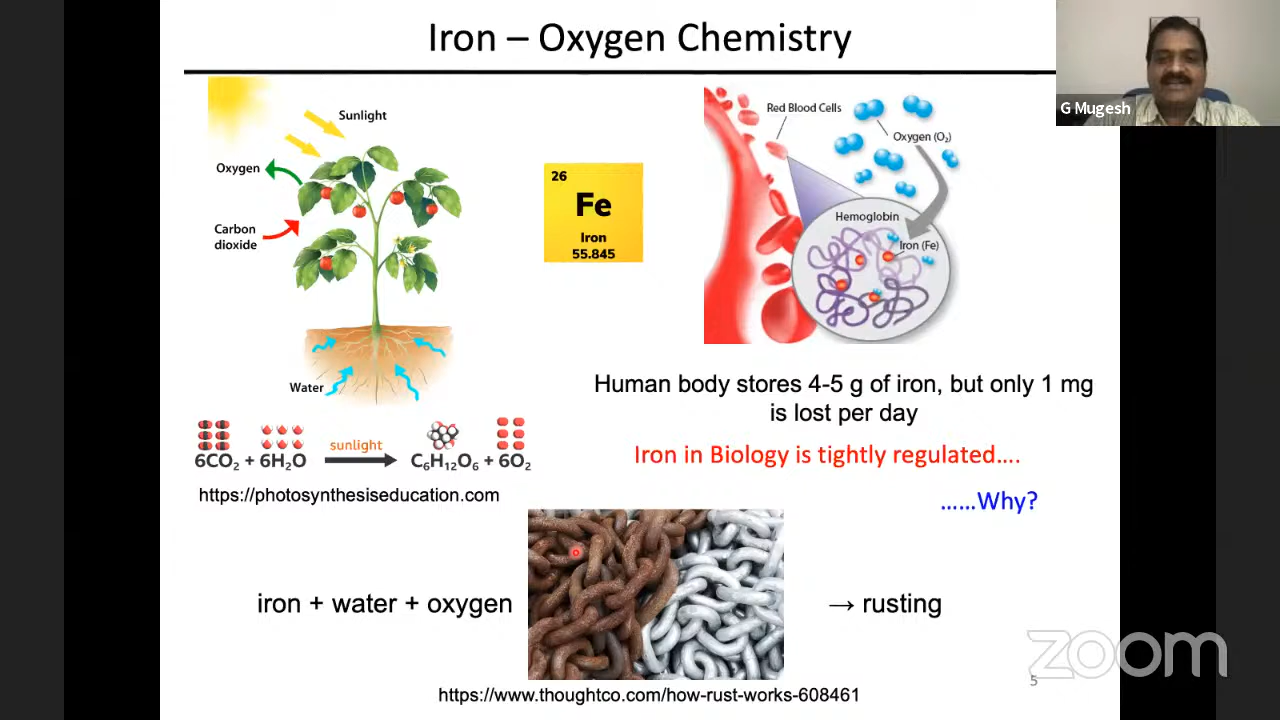 Iron – Oxygen Chemistry
G Mugesh
Sunlight
Oxygen
Carbon
dioxide
Water
26
Fe
Iron
55.845
Red Blood Cells
Oxygen (O₂)
Hemoglobin
Iron (Fe)
Human body stores 4-5 g of iron, but only 1 mg
is lost per day
Iron in Biology is tightly regulated....
......Why?
sunlight
6CO₂ + 6H₂O C₆H₁₂O₆ + 6O₂
https://photosynthesiseducation.com
iron + water + oxygen → rusting
https://www.thoughtco.com/how-rust-works-608461
zoom
5